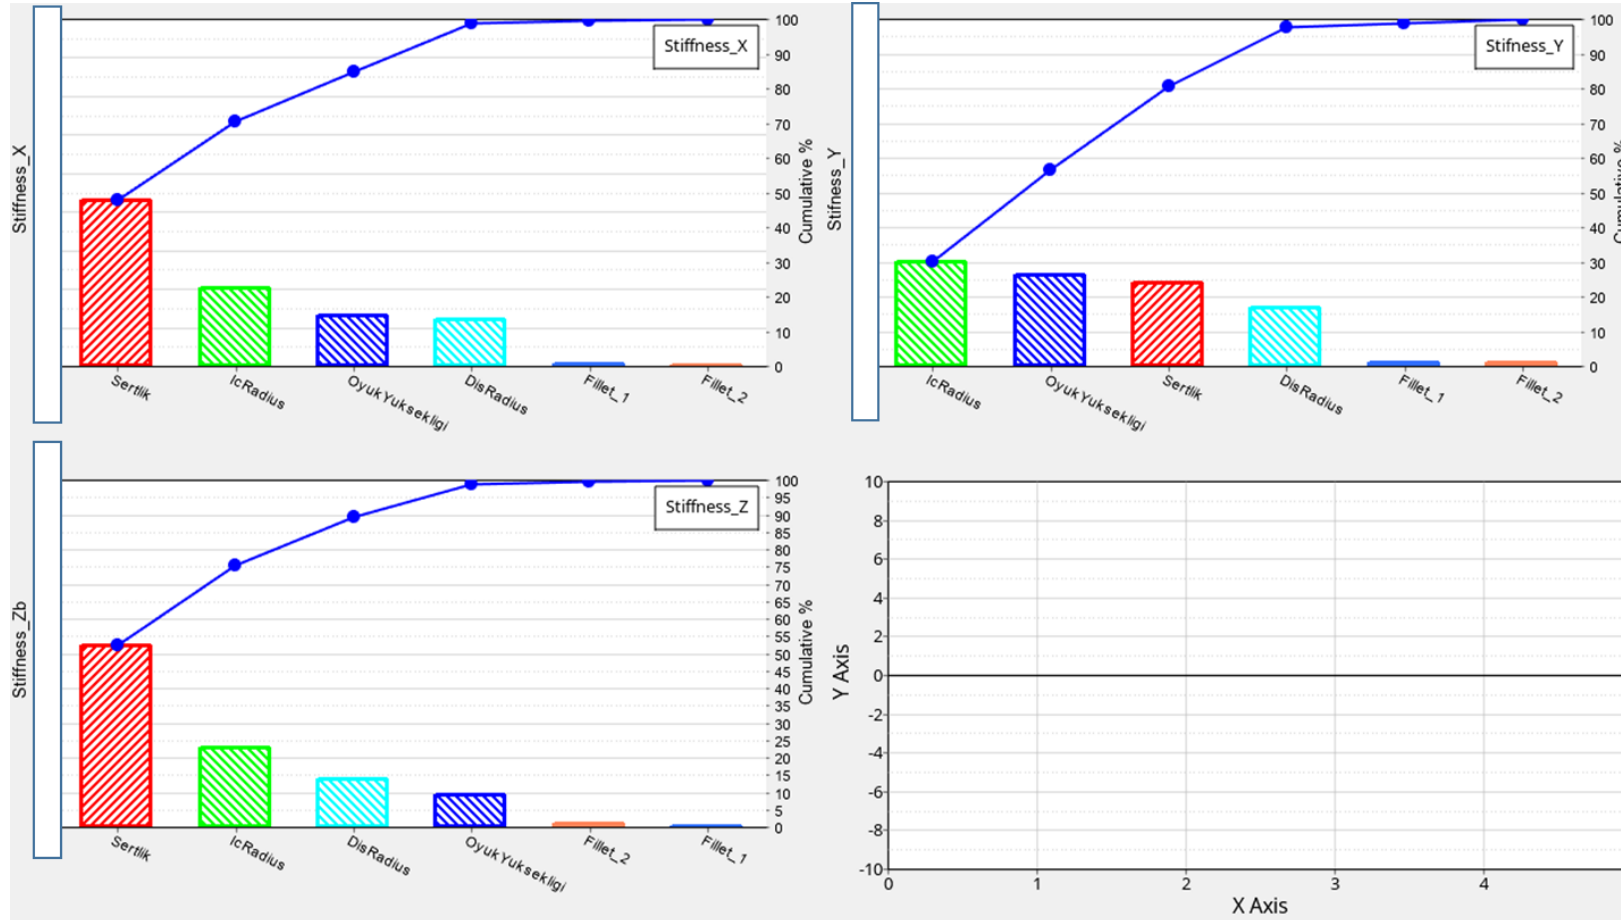 Stiffness_X
Stiffness_X
100
90
80
70
60
50
40
30
20
10
0
Cumulative %
Sertlik
IcRadius
OyukYuksekligi
DisRadius
Fillet_1
Fillet_2
Stifness_Y
Stifness_Y
100
90
80
70
60
50
40
30
20
10
0
Cumulative %
IcRadius
OyukYuksekligi
Sertlik
DisRadius
Fillet_1
Fillet_2
Stiffness_Zb
Stiffness_Z
100
95
90
85
80
75
70
65
60
55
50
45
40
35
30
25
20
15
10
5
0
Cumulative %
Sertlik
IcRadius
DisRadius
OyukYuksekligi
Fillet_2
Fillet_1
Y Axis
10
8
6
4
2
0
-2
-4
-6
-8
-10
0 1 2 3 4
X Axis